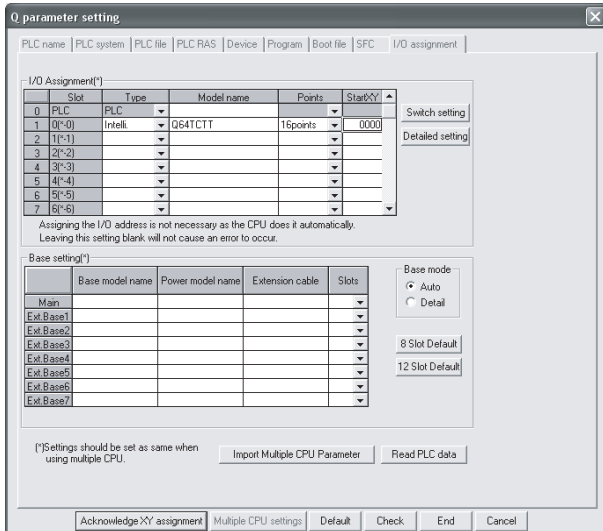 Q parameter setting
PLC name PLC system PLC file PLC RAS Device Program Boot file SFC I/O assignment
I/O Assignment(*)
Slot Type Model name Points StartXY
0 PLC PLC
1 0(*-0) Intelli. Q64TCTT 16points 0000
2 1(*-1)
3 2(*-2)
4 3(*-3)
5 4(*-4)
6 5(*-5)
7 6(*-6)
Switch setting
Detailed setting
Assigning the I/O address is not necessary as the CPU does it automatically.
Leaving this setting blank will not cause an error to occur.
Base setting(*)
Base model name Power model name Extension cable Slots
Main
Ext.Base1
Ext.Base2
Ext.Base3
Ext.Base4
Ext.Base5
Ext.Base6
Ext.Base7
Base mode
Auto
Detail
8 Slot Default
12 Slot Default
(*)Settings should be set as same when
using multiple CPU.
Import Multiple CPU Parameter Read PLC data
Acknowledge XY assignment Multiple CPU settings Default Check End Cancel